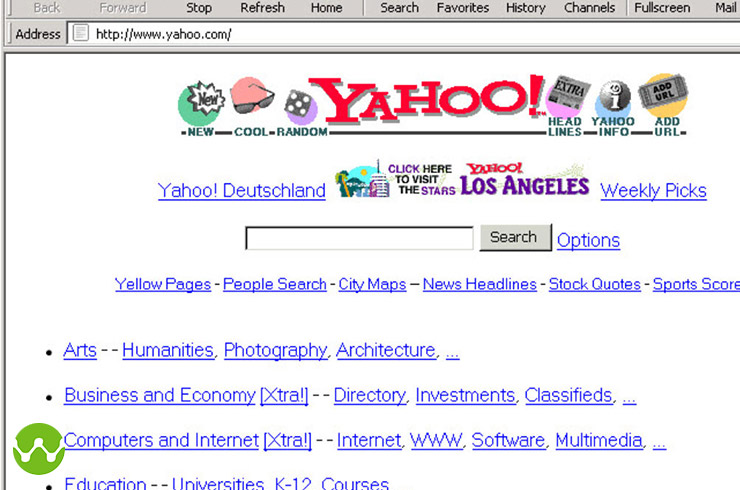 Back Forward Stop Refresh Home Search Favorites History Channels Fullscreen Mail
Address http://www.yahoo.com/
New EXTRA i ADD URL
YAHOO!
NEW COOL RANDOM HEAD LINES YAHOO INFO ADD URL
Yahoo! Deutschland CLICK HERE TO VISIT THE STARS YAHOO! LOS ANGELES Weekly Picks
Search Options
Yellow Pages - People Search - City Maps – News Headlines - Stock Quotes - Sports Score
• Arts - - Humanities, Photography, Architecture, ...
• Business and Economy [Xtra!] - - Directory, Investments, Classifieds, ...
Computers and Internet [Xtra!] - - Internet, WWW, Software, Multimedia, ...
• Education - - Universities, K-12, Courses